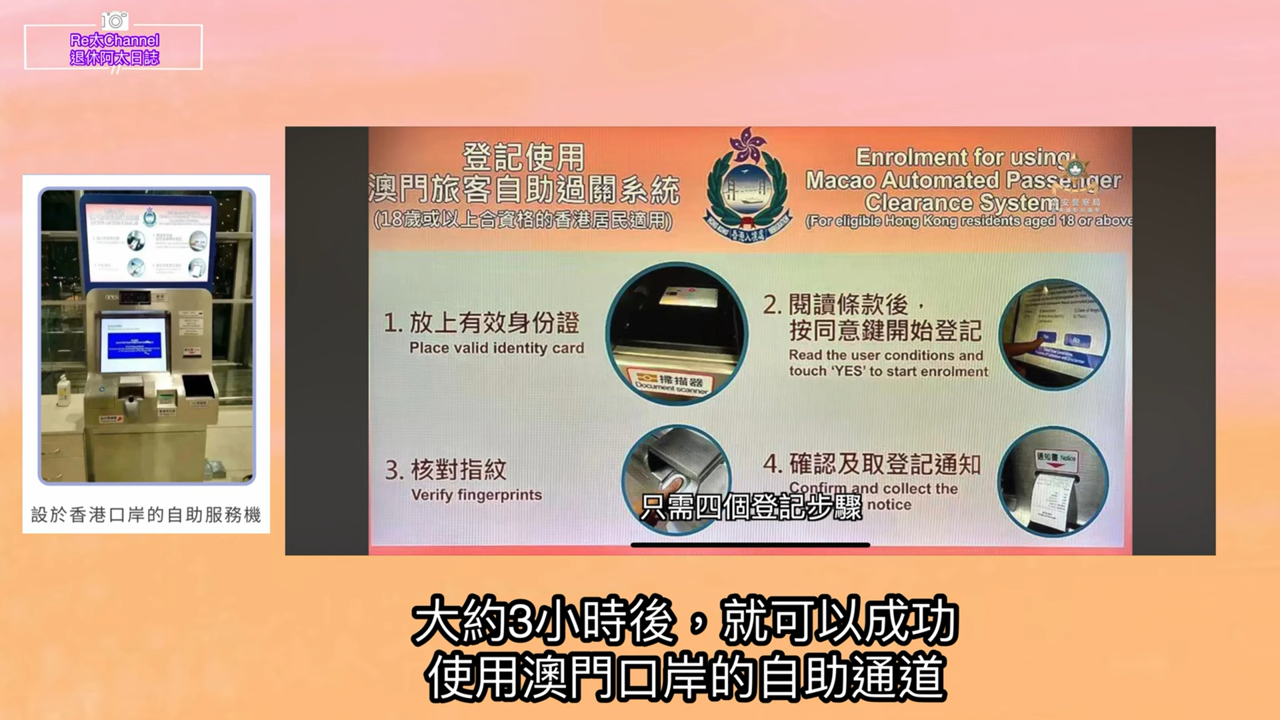 Re太Channel
退休阿太日誌
登記使用
澳門旅客自助過關系統
(18歲或以上合資格的香港居民適用)
Enrolment for using
Macao Automated Passenger
Clearance System
(For eligible Hong Kong residents aged 18 or above
1. 放上有效身份證
Place valid identity card
掃描器
Document scanner
2. 閱讀條款後，
按同意鍵開始登記
Read the user conditions and
touch ‘YES’ to start enrolment
3. 核對指紋
Verify fingerprints
4. 確認及取登記通知
Confirm and collect the
notice
通知書 Notice
只需四個登記步驟
設於香港口岸的自助服務機
大約3小時後，就可以成功
使用澳門口岸的自助通道